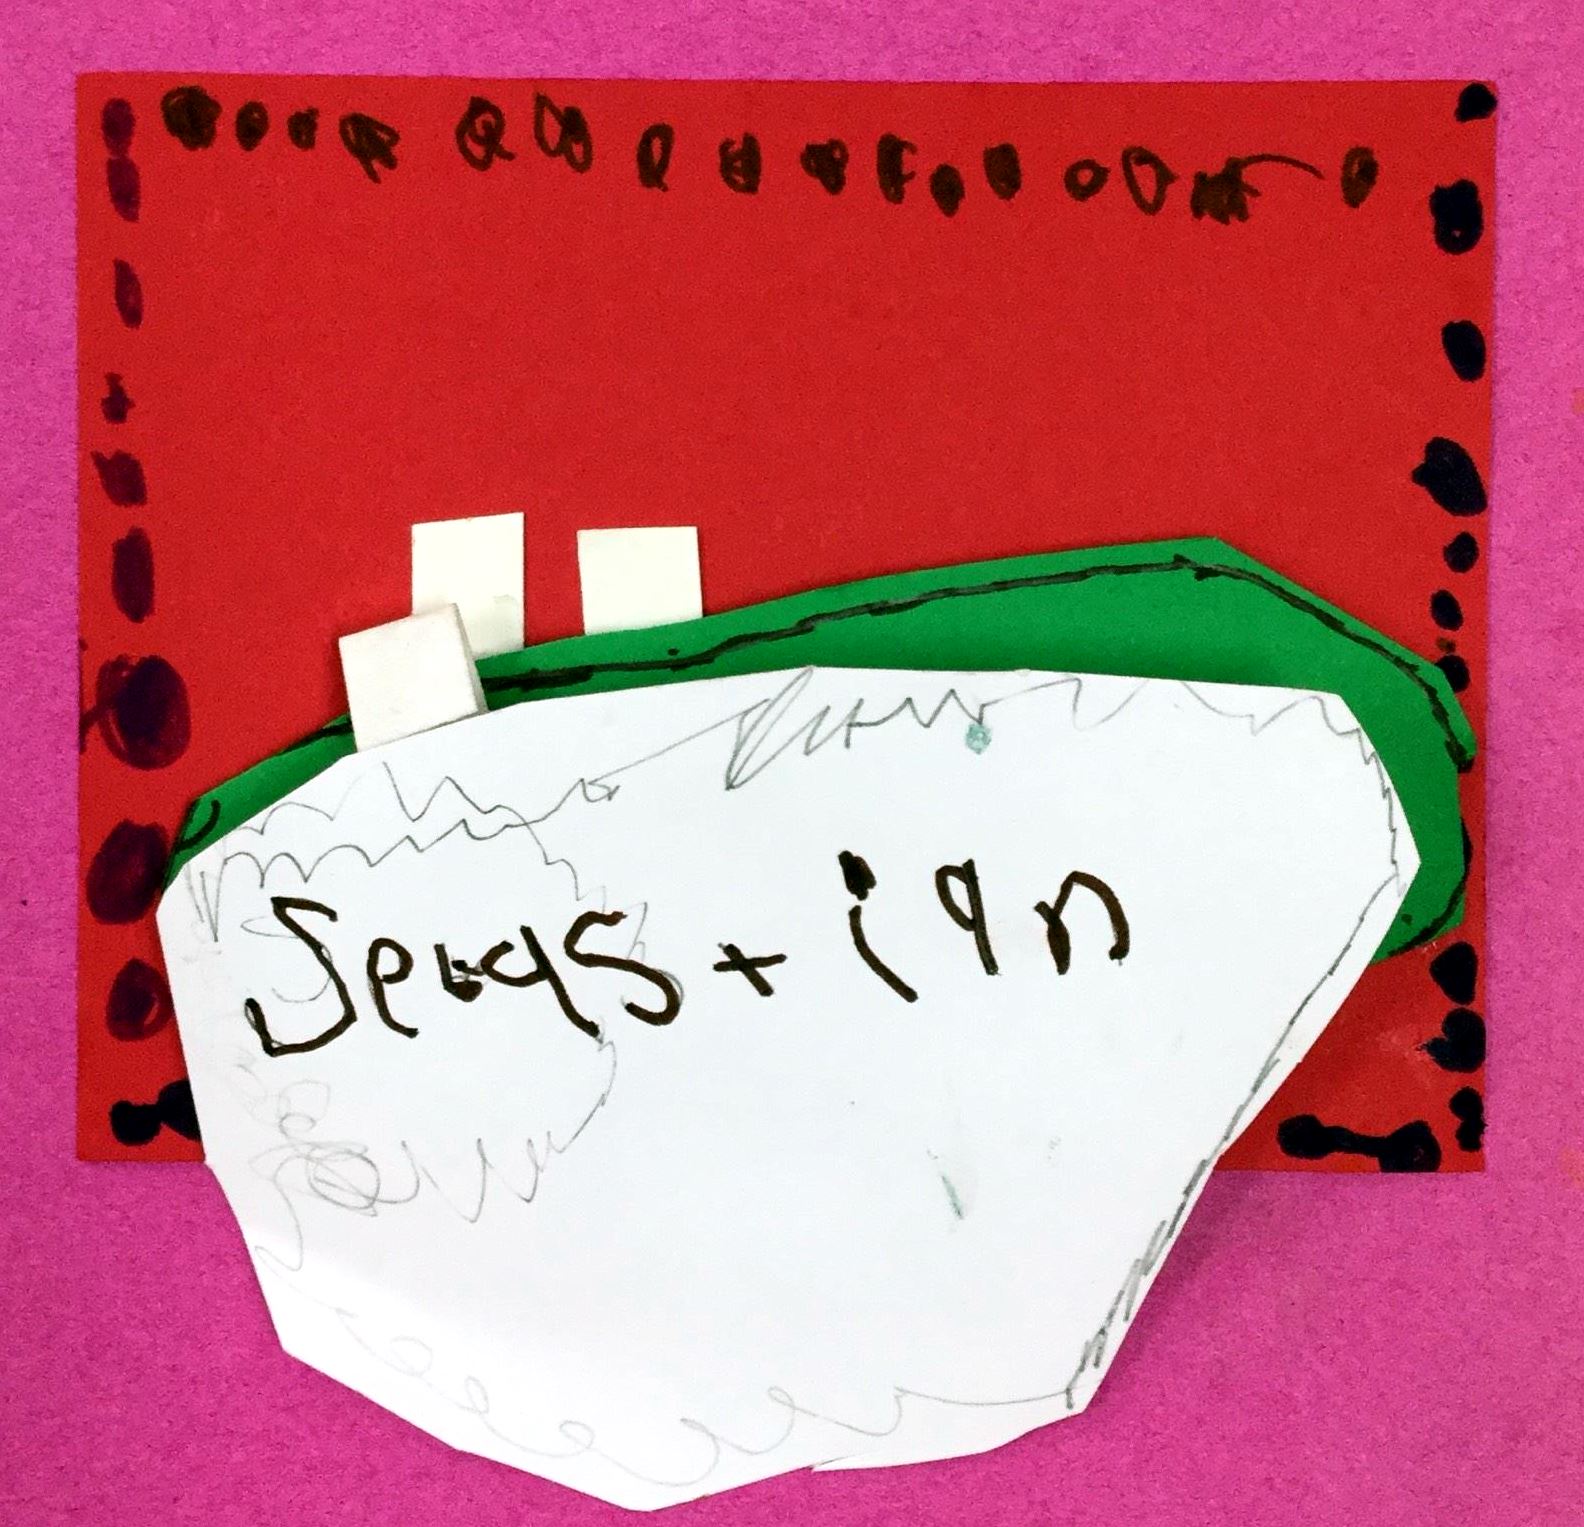 Sebas + ian